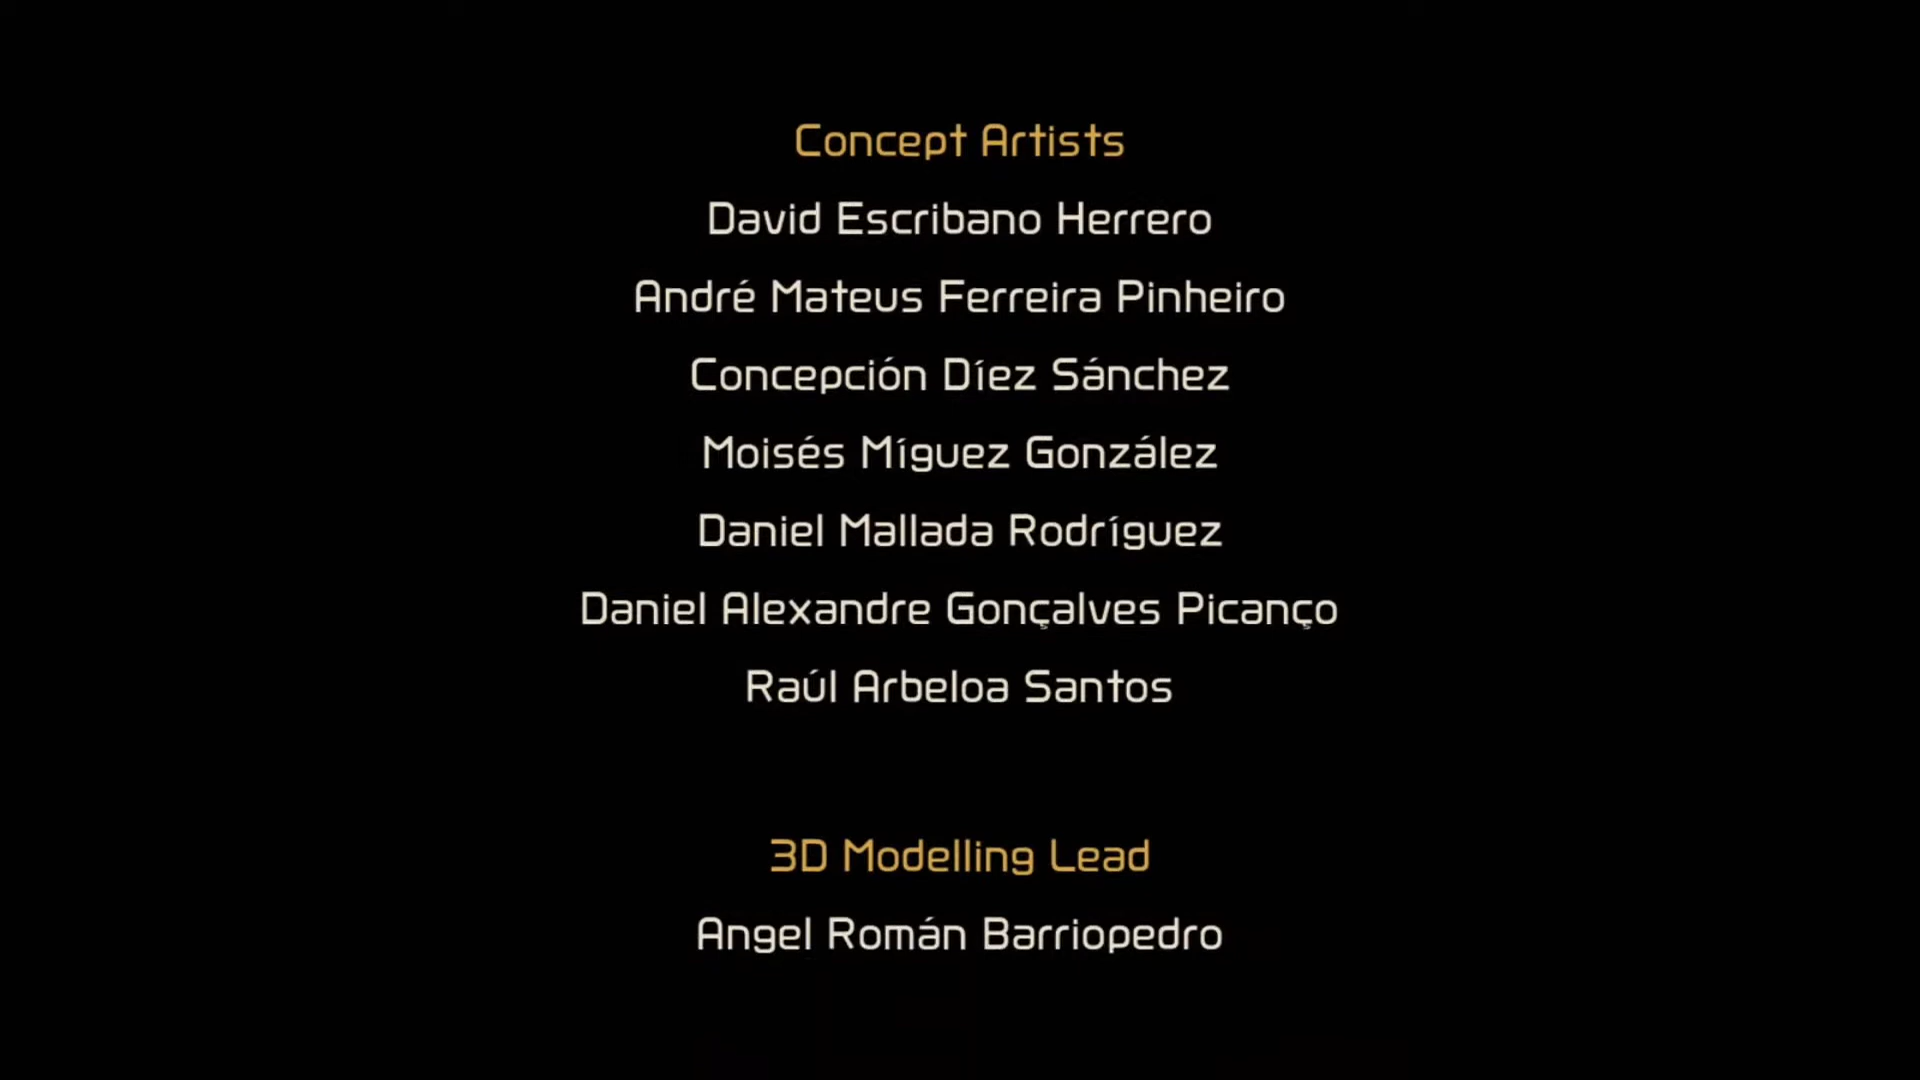 Concept Artists
David Escribano Herrero
André Mateus Ferreira Pinheiro
Concepción Díez Sánchez
Moisés Míguez González
Daniel Mallada Rodríguez
Daniel Alexandre Gonçalves Picanço
Raúl Arbeloa Santos
3D Modelling Lead
Angel Román Barriopedro